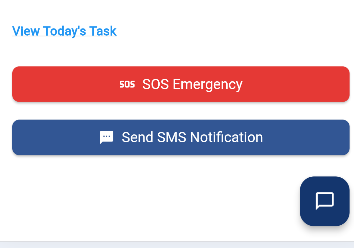 View Today's Task
SOS SOS Emergency
Send SMS Notification